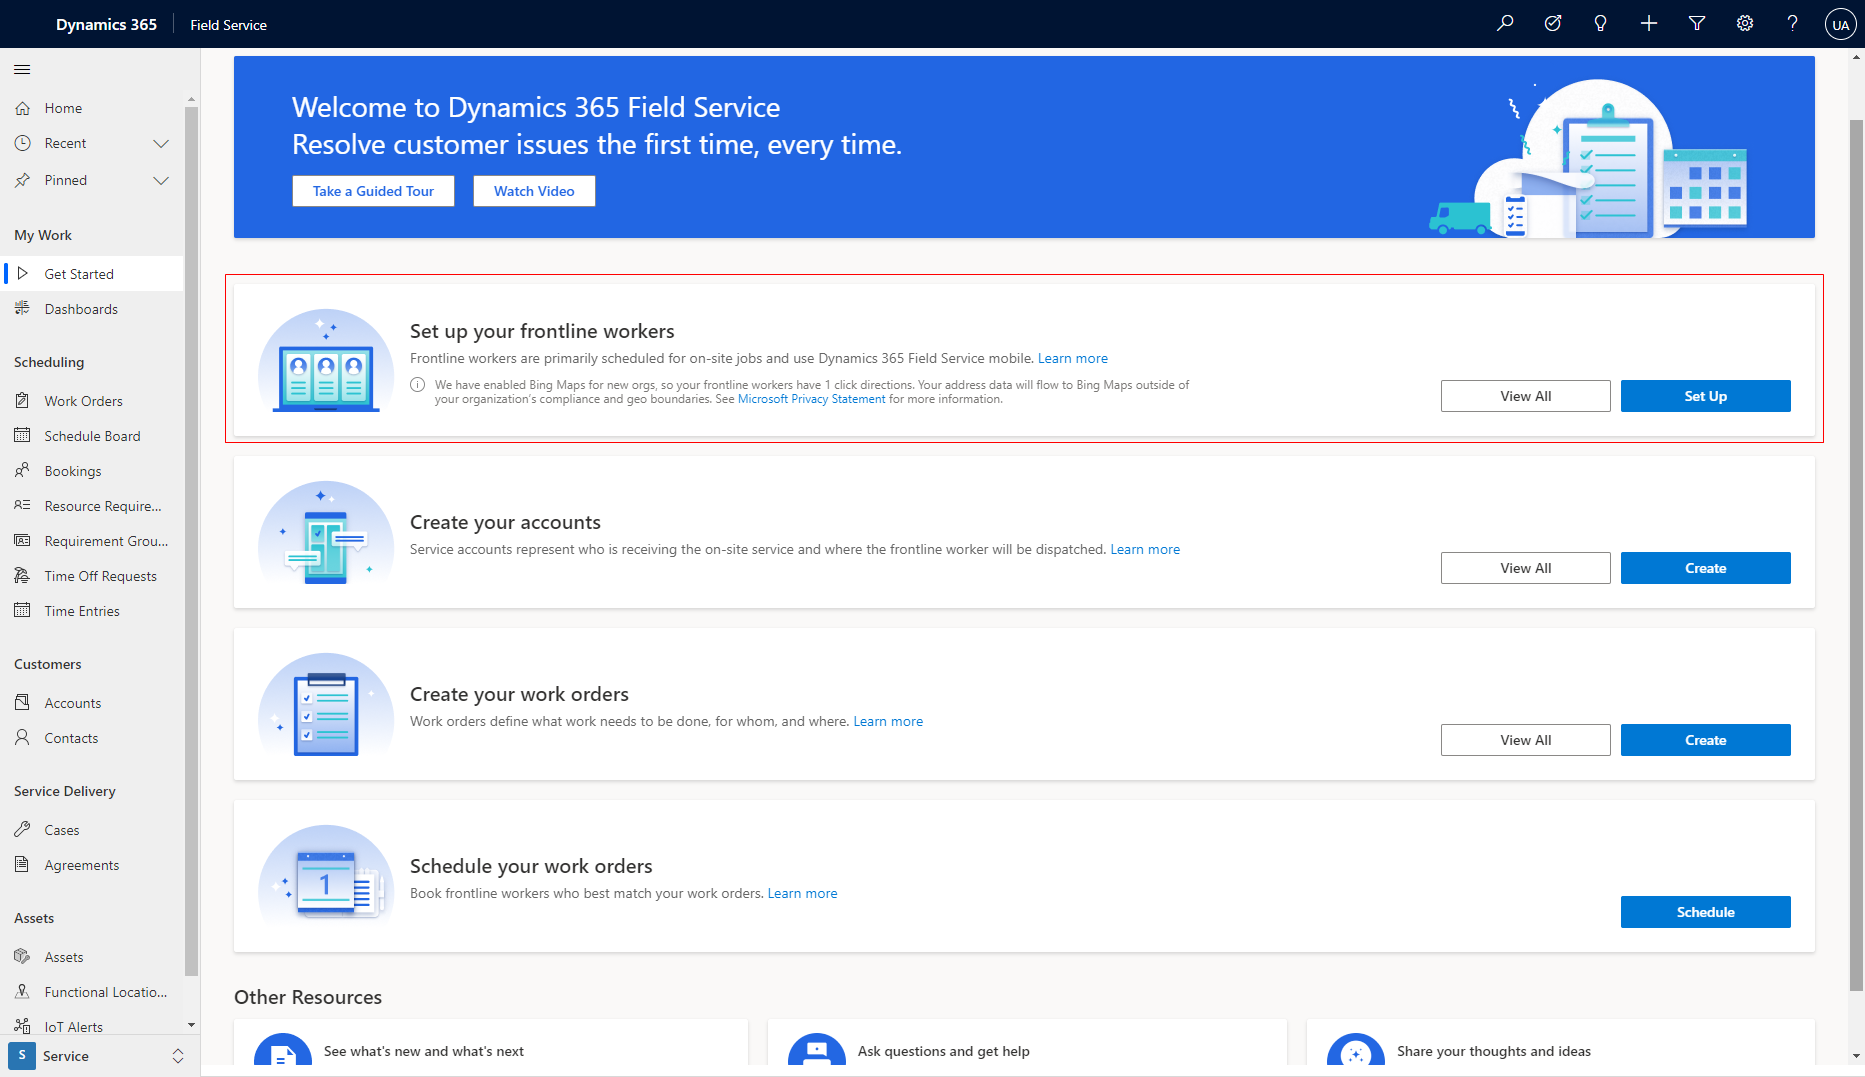 Dynamics 365
Field Service
UA
Home
Recent
Pinned
My Work
Get Started
Dashboards
Scheduling
Work Orders
Schedule Board
Bookings
Resource Require...
Requirement Grou...
Time Off Requests
Time Entries
Customers
Accounts
Contacts
Service Delivery
Cases
Agreements
Assets
Assets
Functional Locatio...
IoT Alerts
S
Service
Welcome to Dynamics 365 Field Service
Resolve customer issues the first time, every time.
Take a Guided Tour
Watch Video
Set up your frontline workers
Frontline workers are primarily scheduled for on-site jobs and use Dynamics 365 Field Service mobile. Learn more
We have enabled Bing Maps for new orgs, so your frontline workers have 1 click directions. Your address data will flow to Bing Maps outside of
your organization's compliance and geo boundaries. See Microsoft Privacy Statement for more information.
View All
Set Up
Create your accounts
Service accounts represent who is receiving the on-site service and where the frontline worker will be dispatched. Learn more
View All
Create
Create your work orders
Work orders define what work needs to be done, for whom, and where. Learn more
View All
Create
1
Schedule your work orders
Book frontline workers who best match your work orders. Learn more
Schedule
Other Resources
See what's new and what's next
Ask questions and get help
Share your thoughts and ideas